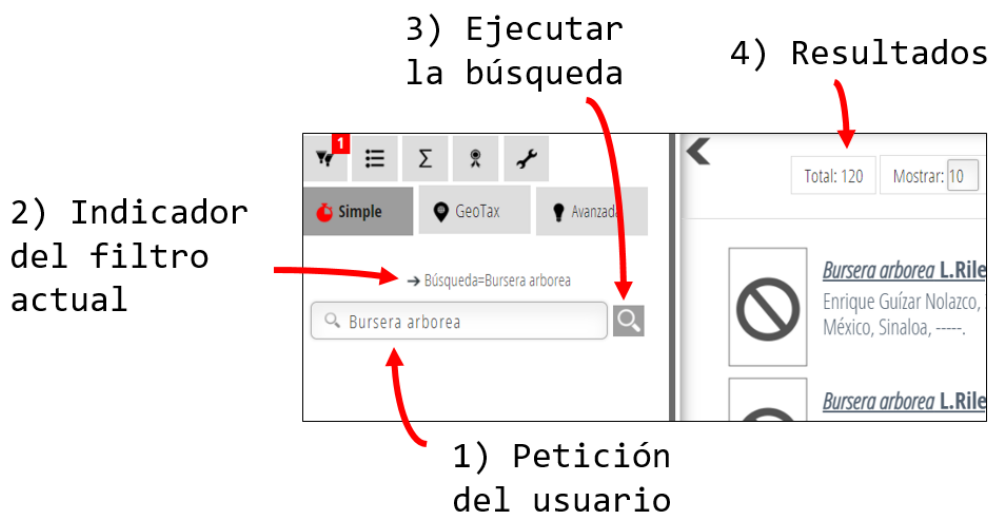 3) Ejecutar
la búsqueda
4) Resultados
1
Σ
Simple
GeoTax
Avanzada
Total: 120
Mostrar: 10
2) Indicador
del filtro
actual
→ Búsqueda=Bursera arborea
Bursera arborea
Bursera arborea L.Rile
Enrique Guízar Nolazco,
México, Sinaloa, -----.
Bursera arborea L.Rile
1) Petición
del usuario